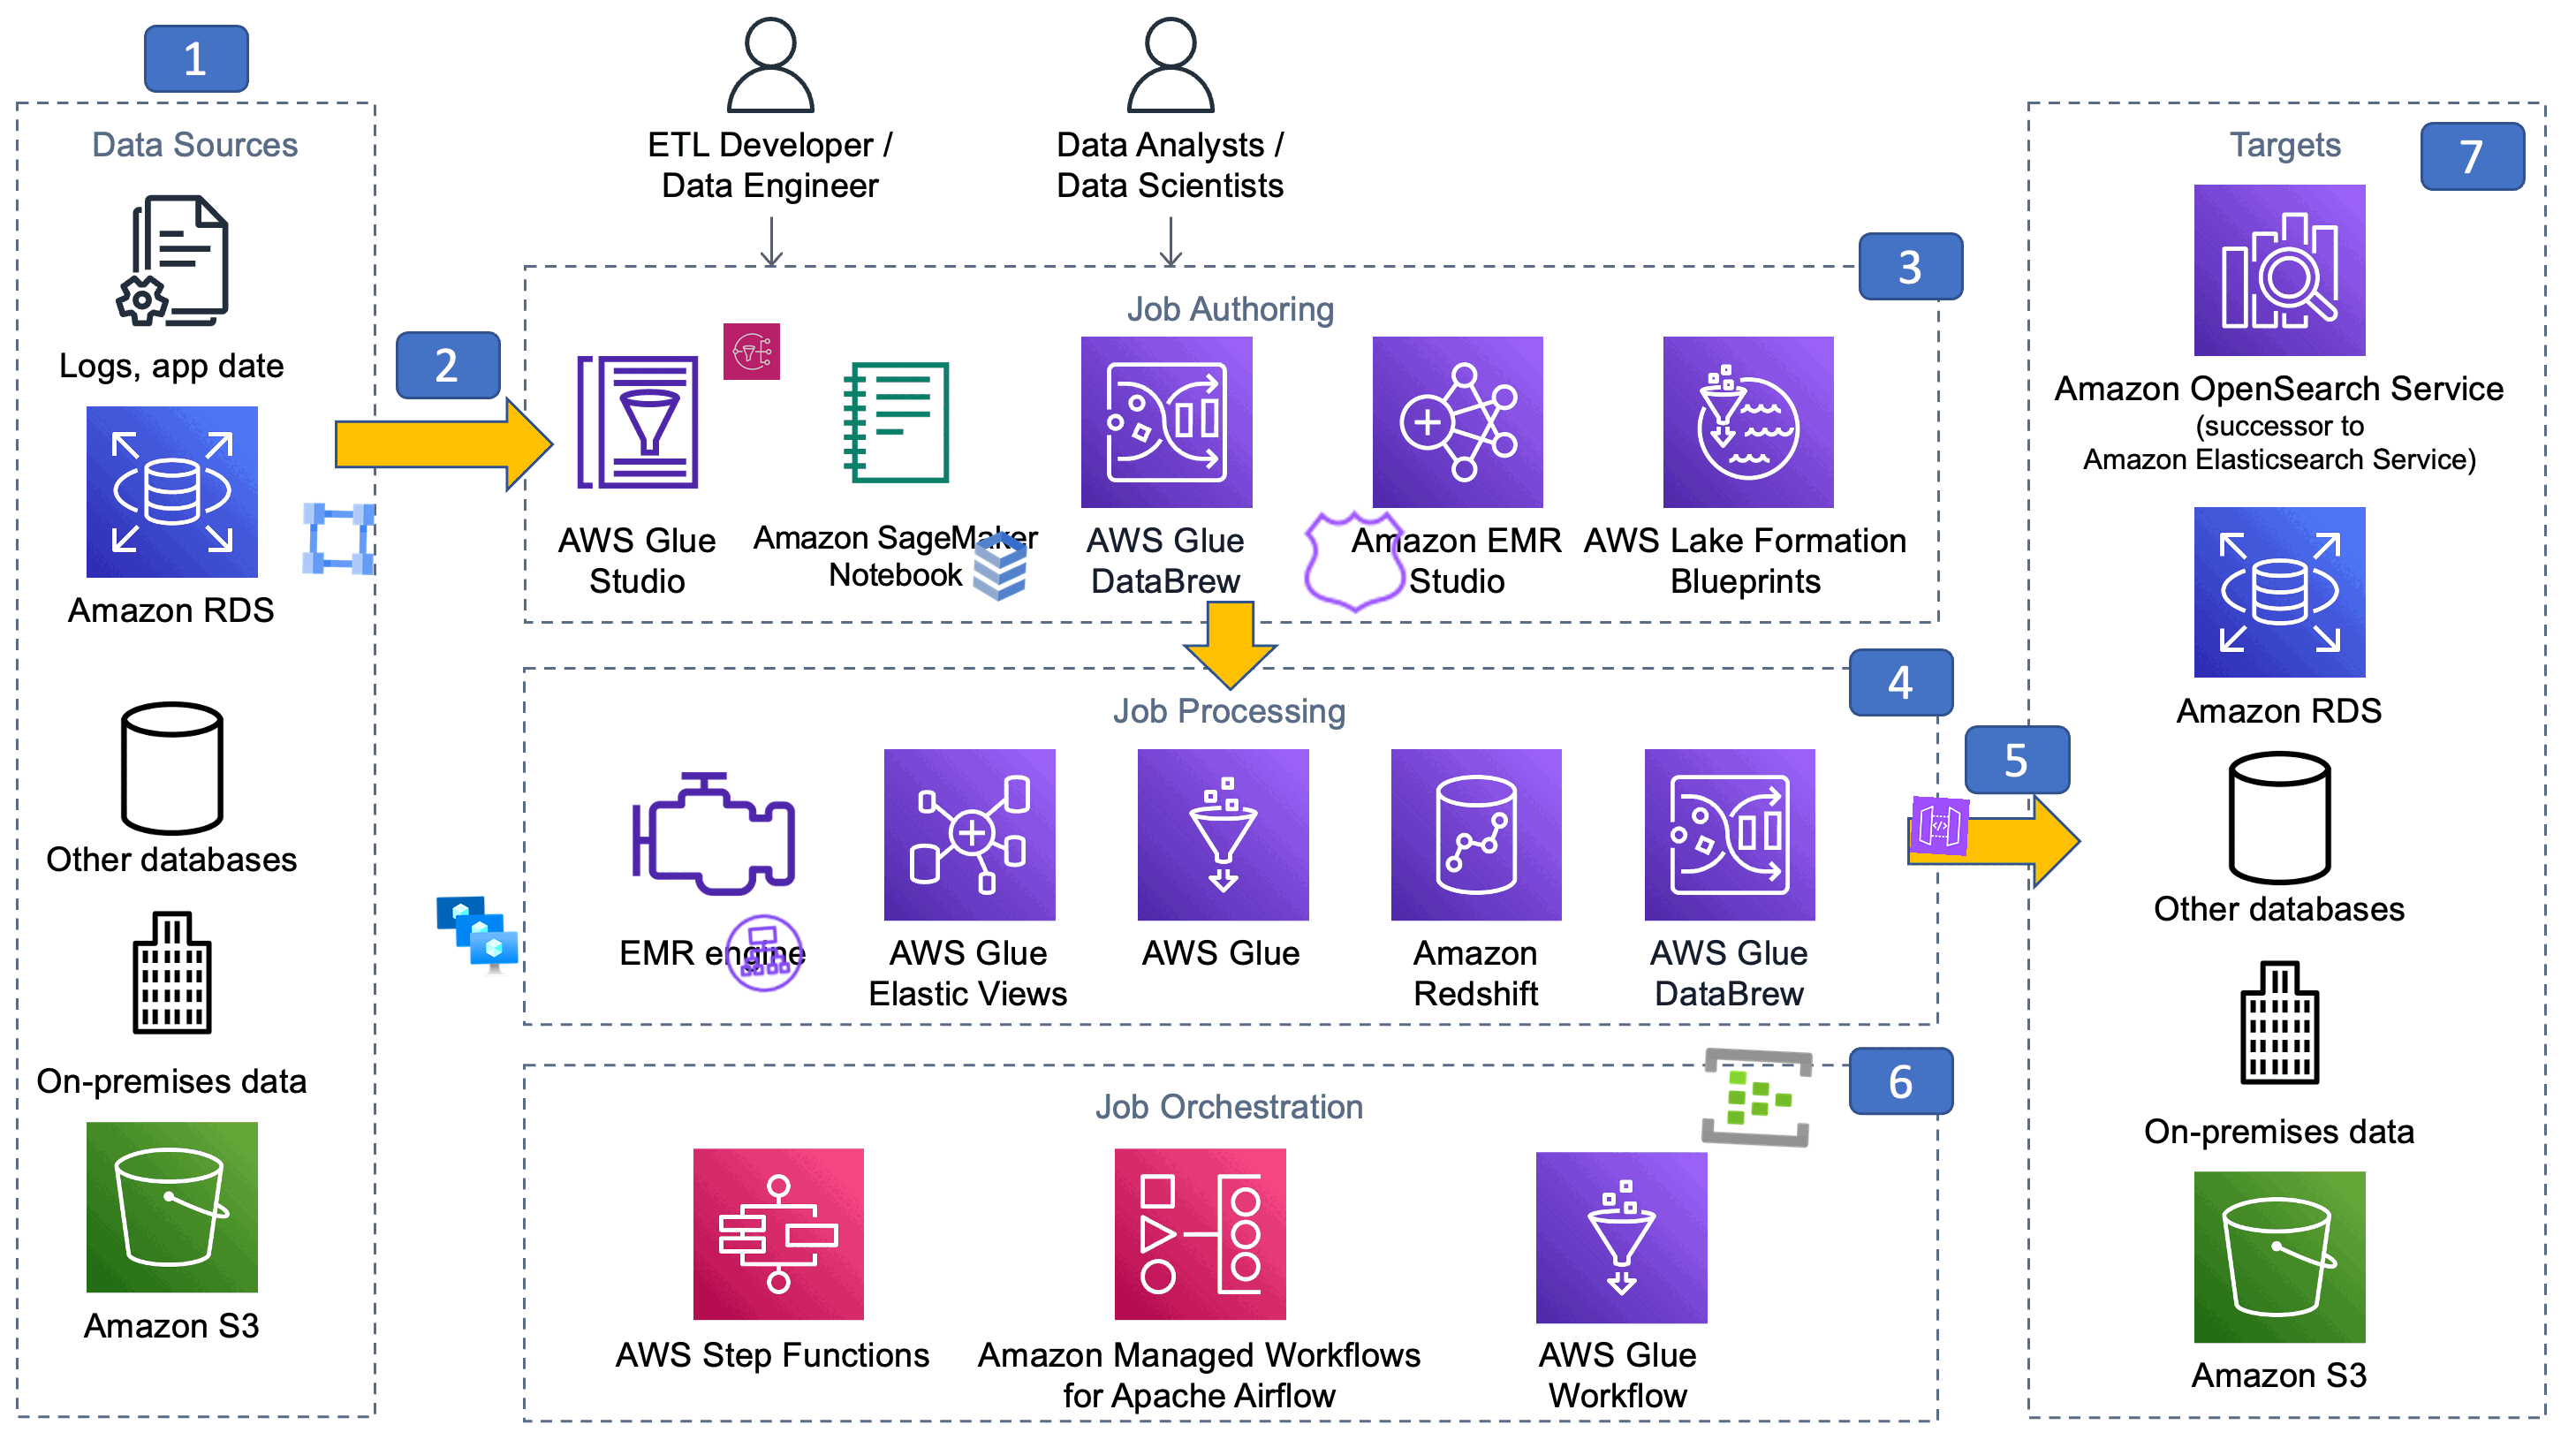 1
Data Sources
Logs, app date
Amazon RDS
Other databases
On-premises data
Amazon S3
2
ETL Developer /
Data Engineer
Data Analysts /
Data Scientists
3
Job Authoring
AWS Glue
Studio
Amazon SageMaker
Notebook
AWS Glue
DataBrew
Amazon EMR
Studio
AWS Lake Formation
Blueprints
4
Job Processing
EMR engine
AWS Glue
Elastic Views
AWS Glue
Amazon
Redshift
AWS Glue
DataBrew
5
6
Job Orchestration
AWS Step Functions
Amazon Managed Workflows
for Apache Airflow
AWS Glue
Workflow
7
Targets
Amazon OpenSearch Service
(successor to
Amazon Elasticsearch Service)
Amazon RDS
Other databases
On-premises data
Amazon S3